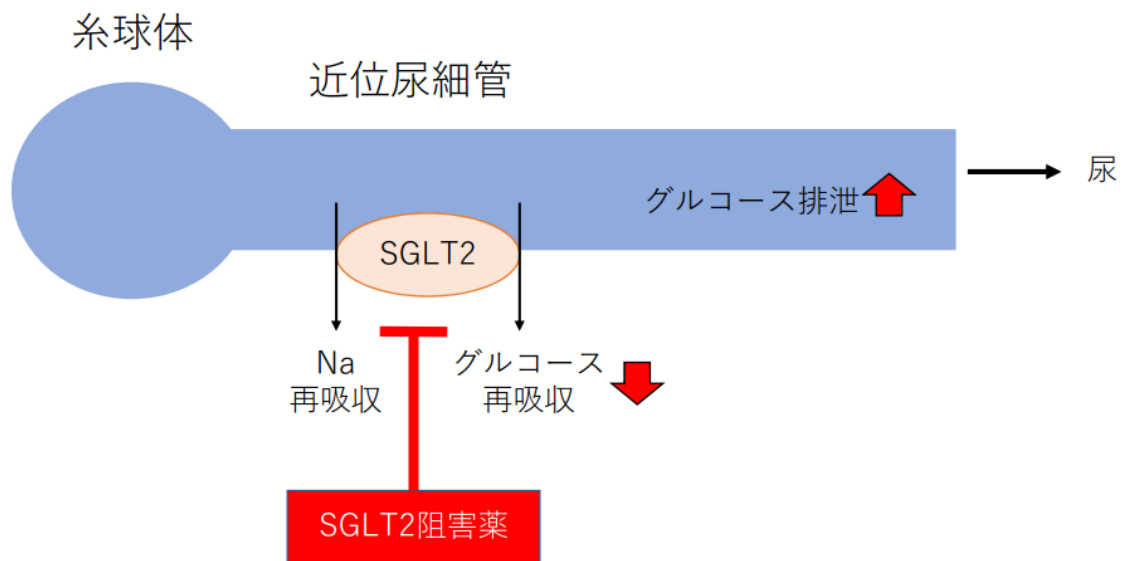 糸球体
近位尿細管
グルコース排泄
尿
SGLT2
Na
再吸収
グルコース
再吸収
SGLT2阻害薬